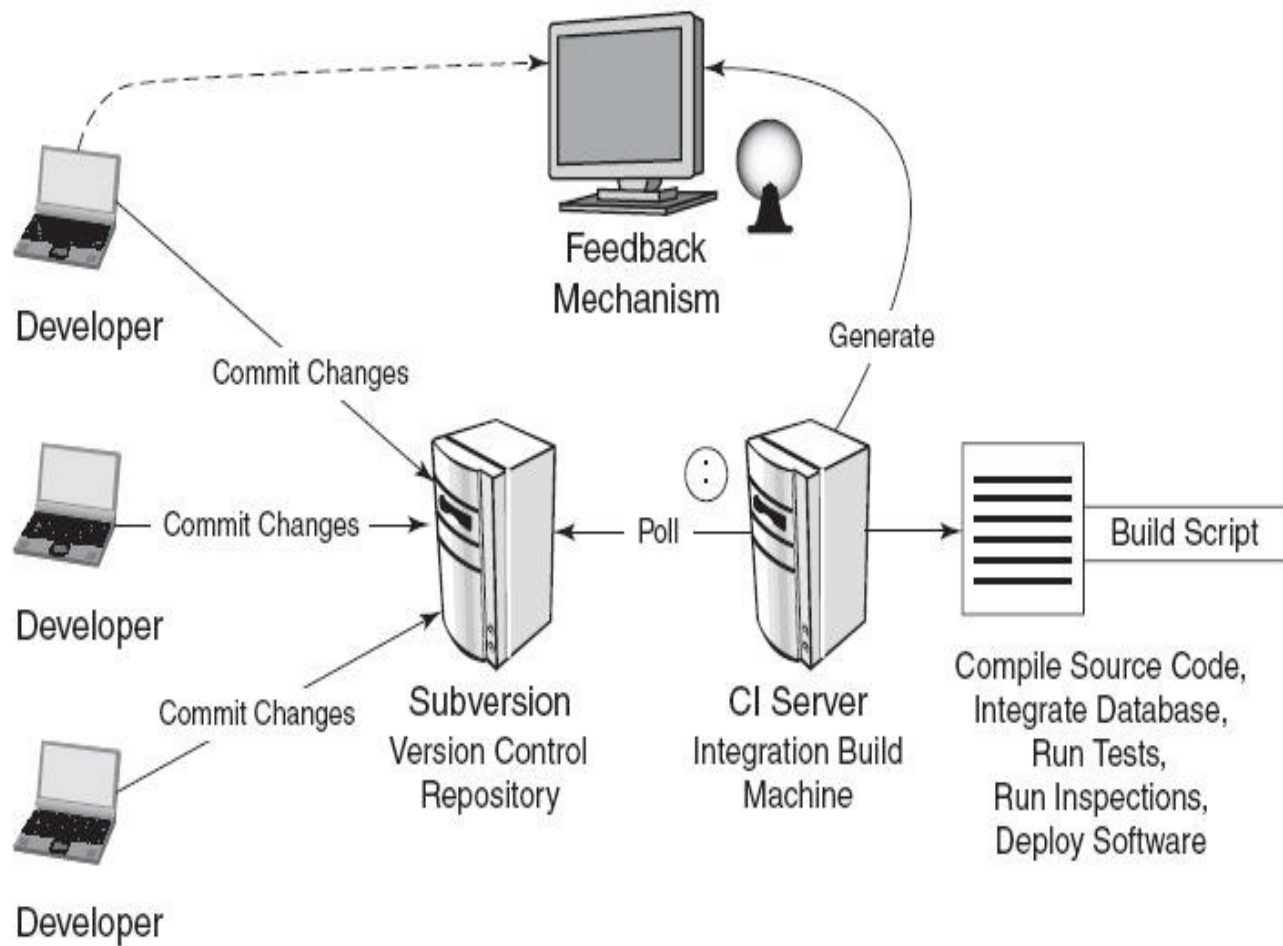 Feedback
Mechanism
Developer
Generate
Commit Changes
Commit Changes
Poll
Build Script
Developer
Commit Changes
Subversion
Version Control
Repository
CI Server
Integration Build
Machine
Compile Source Code,
Integrate Database,
Run Tests,
Run Inspections,
Deploy Software
Developer